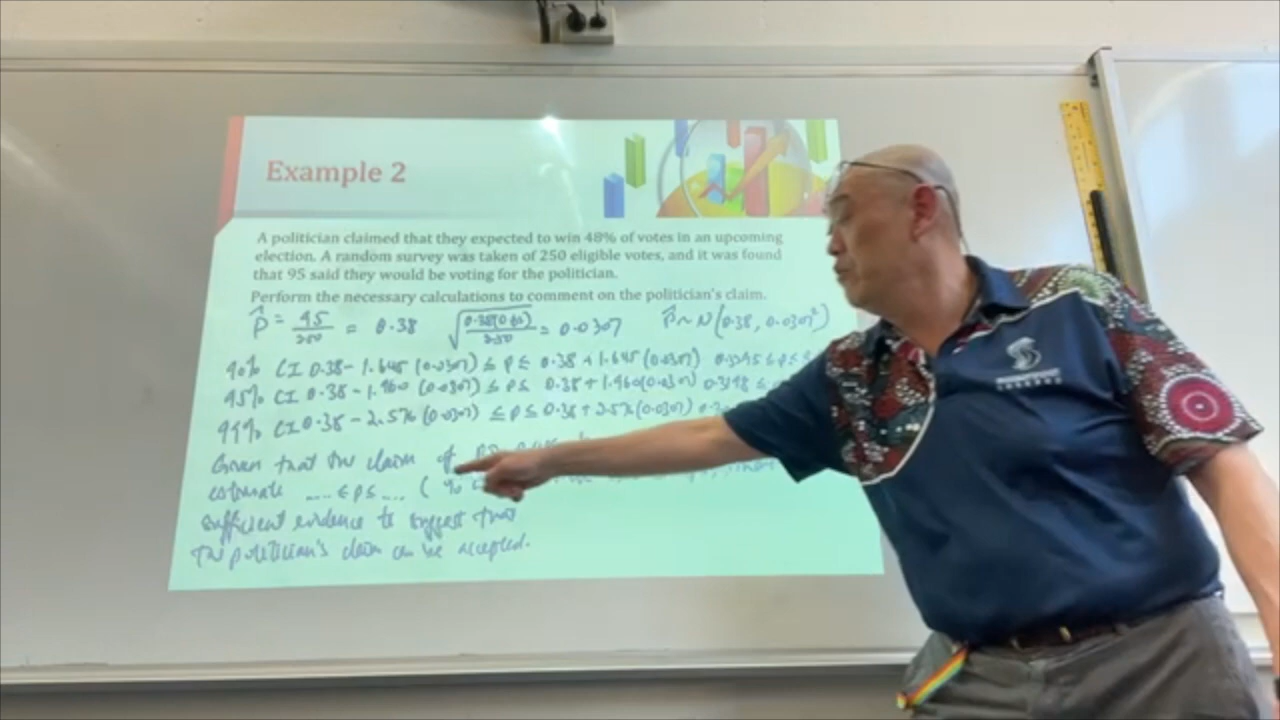 Example 2
A politician claimed that they expected to win 48% of votes in an upcoming
election. A random survey was taken of 250 eligible votes, and it was found
that 95 said they would be voting for the politician.
Perform the necessary calculations to comment on the politician's claim.
p̂ = 95/250 = 0.38 √(0.38(0.62)/250) = 0.0307 p̂ ~ N(0.38, 0.0307²)
90% CI 0.38 - 1.645 (0.0307) ≤ p ≤ 0.38 + 1.645 (0.0307) 0.3295 ≤ p ≤
95% CI 0.38 - 1.960 (0.0307) ≤ p ≤ 0.38 + 1.960 (0.0307) 0.3198 ≤
99% CI 0.38 - 2.576 (0.0307) ≤ p ≤ 0.38 + 2.576 (0.0307)
Given that the claim of
estimate ..... ≤ p ≤ ..... ( %
sufficient evidence to suggest that
the politician's claim can be accepted.